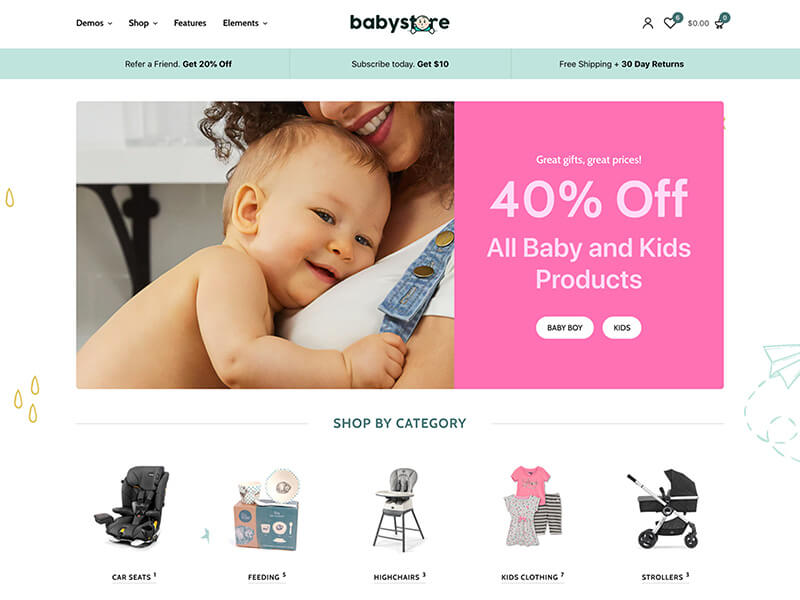 Demos Shop Features Elements babystore 6 $0.00 0
Refer a Friend. Get 20% Off Subscribe today. Get $10 Free Shipping + 30 Day Returns
Great gifts, great prices!
40% Off
All Baby and Kids
Products
BABY BOY KIDS
SHOP BY CATEGORY
CAR SEATS 1 FEEDING 5 HIGHCHAIRS 3 KIDS CLOTHING 7 STROLLERS 3